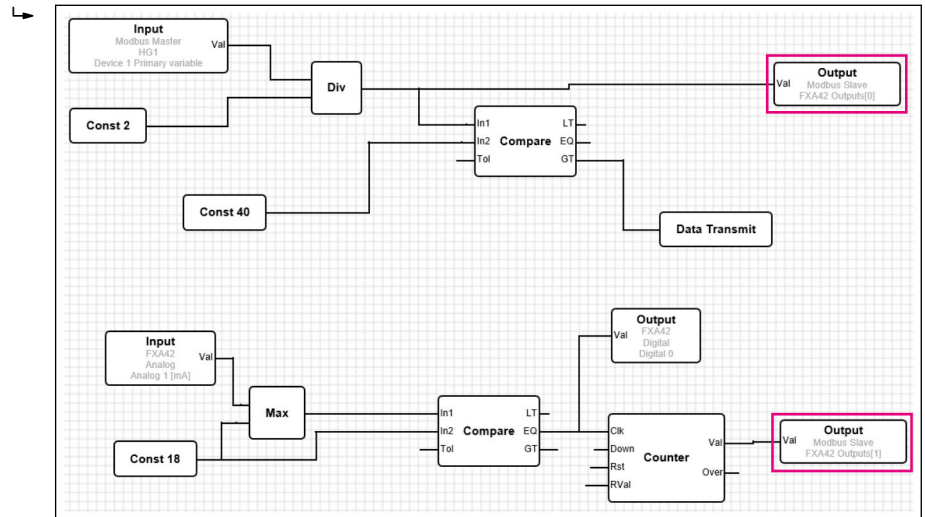 Input
Modbus Master
HG1
Device 1 Primary variable
Val
Div
Const 2
Val
Output
Modbus Slave
FXA42 Outputs[0]
In1
In2
Tol
Compare
LT
EQ
GT
Const 40
Data Transmit
Input
FXA42
Analog
Analog 1 [mA]
Val
Max
Const 18
In1
In2
Tol
Compare
LT
EQ
GT
Val
Output
FXA42
Digital
Digital 0
Clk
Down
Rst
RVal
Counter
Val
Over
Val
Output
Modbus Slave
FXA42 Outputs[1]